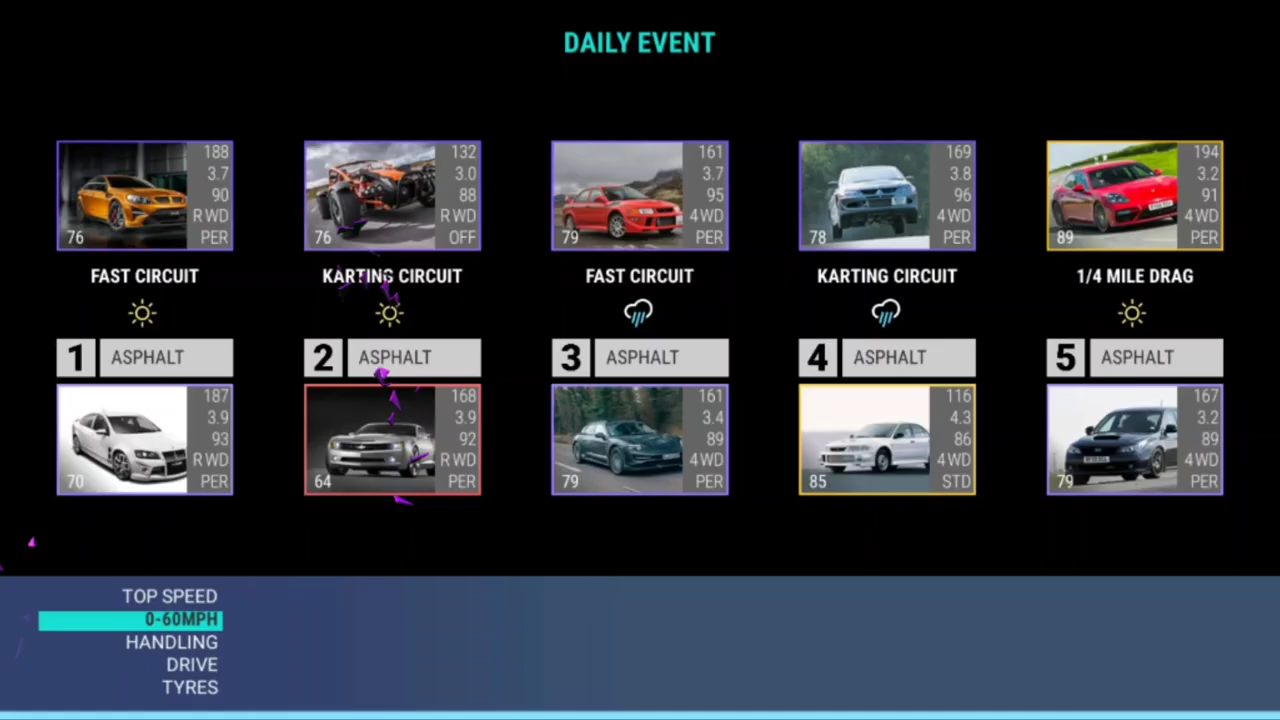 DAILY EVENT
188
3.7
90
RWD
PER
76
132
3.0
88
RWD
OFF
76
161
3.7
95
4WD
PER
79
169
3.8
96
4WD
PER
78
194
3.2
91
4WD
PER
89
FAST CIRCUIT
KARTING CIRCUIT
FAST CIRCUIT
KARTING CIRCUIT
1/4 MILE DRAG
1 ASPHALT
2 ASPHALT
3 ASPHALT
4 ASPHALT
5 ASPHALT
187
3.9
93
RWD
PER
70
168
3.9
92
RWD
PER
64
161
3.4
89
4WD
PER
79
116
4.3
86
4WD
STD
85
167
3.2
89
4WD
PER
79
TOP SPEED
0-60MPH
HANDLING
DRIVE
TYRES